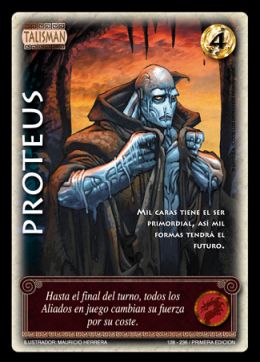 TALISMAN
4
PROTEUS
MIL CARAS TIENE EL SER
PRIMORDIAL, ASÍ MIL
FORMAS TENDRÁ EL
FUTURO.
Hasta el final del turno, todos los
Aliados en juego cambian su fuerza
por su coste.
ILUSTRADOR: MAURICIO HERRERA
128 - 236 / PRIMERA EDICION